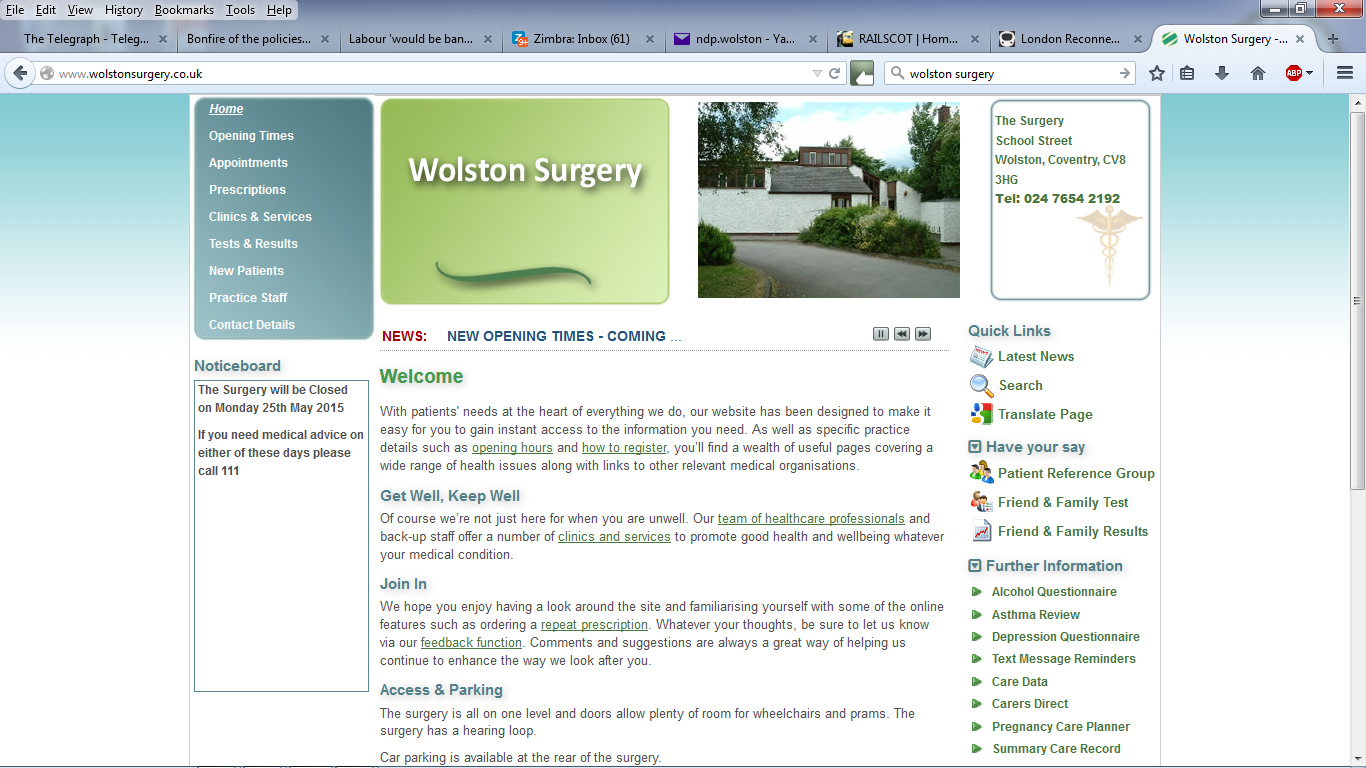 File Edit View History Bookmarks Tools Help
The Telegraph - Teleg...
Bonfire of the policies...
Labour 'would be ban...
Zimbra: Inbox (61)
ndp.wolston - Ya...
RAILSCOT | Hom...
London Reconne...
Wolston Surgery -...
www.wolstonsurgery.co.uk
wolston surgery
ABP
Home
Opening Times
Appointments
Prescriptions
Clinics & Services
Tests & Results
New Patients
Practice Staff
Contact Details
Wolston Surgery
The Surgery
School Street
Wolston, Coventry, CV8
3HG
Tel: 024 7654 2192
Noticeboard
The Surgery will be Closed
on Monday 25th May 2015
If you need medical advice on
either of these days please
call 111
NEWS: NEW OPENING TIMES - COMING ...
Welcome
With patients' needs at the heart of everything we do, our website has been designed to make it
easy for you to gain instant access to the information you need. As well as specific practice
details such as opening hours and how to register, you'll find a wealth of useful pages covering a
wide range of health issues along with links to other relevant medical organisations.
Get Well, Keep Well
Of course we're not just here for when you are unwell. Our team of healthcare professionals and
back-up staff offer a number of clinics and services to promote good health and wellbeing whatever
your medical condition.
Join In
We hope you enjoy having a look around the site and familiarising yourself with some of the online
features such as ordering a repeat prescription. Whatever your thoughts, be sure to let us know
via our feedback function. Comments and suggestions are always a great way of helping us
continue to enhance the way we look after you.
Access & Parking
The surgery is all on one level and doors allow plenty of room for wheelchairs and prams. The
surgery has a hearing loop.
Car parking is available at the rear of the surgery.
Quick Links
Latest News
Search
Translate Page
Have your say
Patient Reference Group
Friend & Family Test
Friend & Family Results
Further Information
Alcohol Questionnaire
Asthma Review
Depression Questionnaire
Text Message Reminders
Care Data
Carers Direct
Pregnancy Care Planner
Summary Care Record